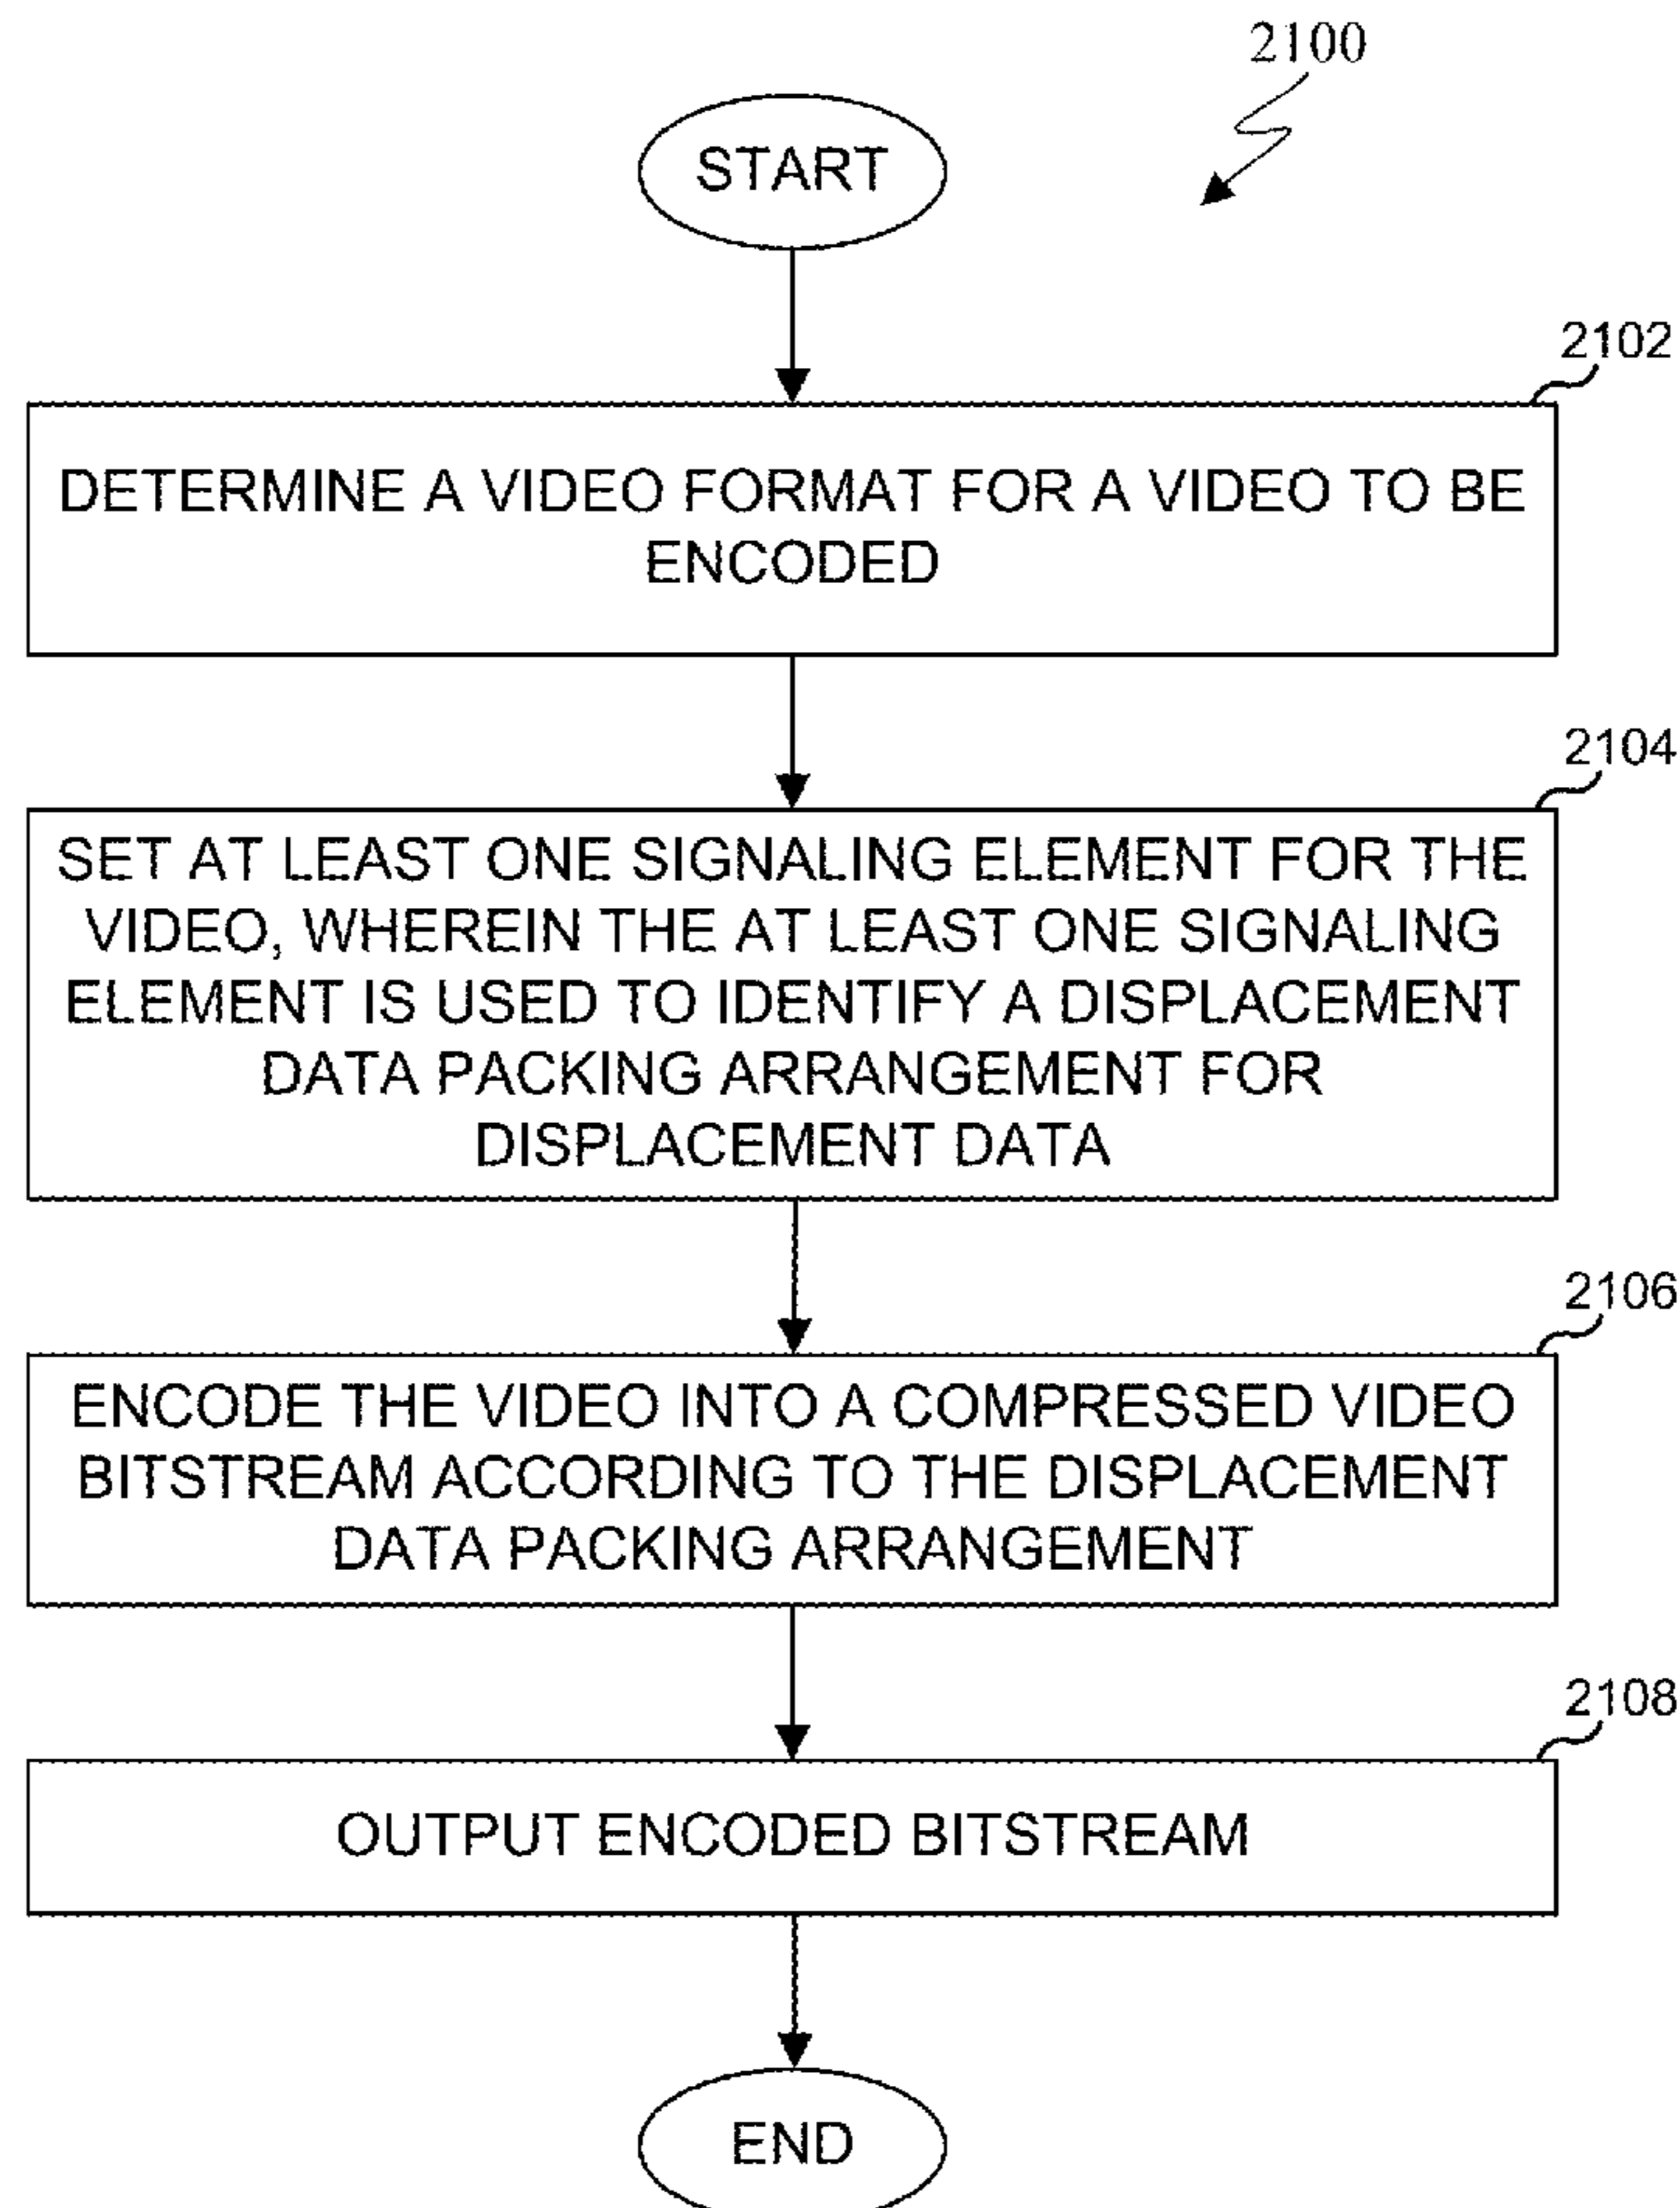 2100
START
2102
DETERMINE A VIDEO FORMAT FOR A VIDEO TO BE
ENCODED
2104
SET AT LEAST ONE SIGNALING ELEMENT FOR THE
VIDEO, WHEREIN THE AT LEAST ONE SIGNALING
ELEMENT IS USED TO IDENTIFY A DISPLACEMENT
DATA PACKING ARRANGEMENT FOR
DISPLACEMENT DATA
2106
ENCODE THE VIDEO INTO A COMPRESSED VIDEO
BITSTREAM ACCORDING TO THE DISPLACEMENT
DATA PACKING ARRANGEMENT
2108
OUTPUT ENCODED BITSTREAM
END